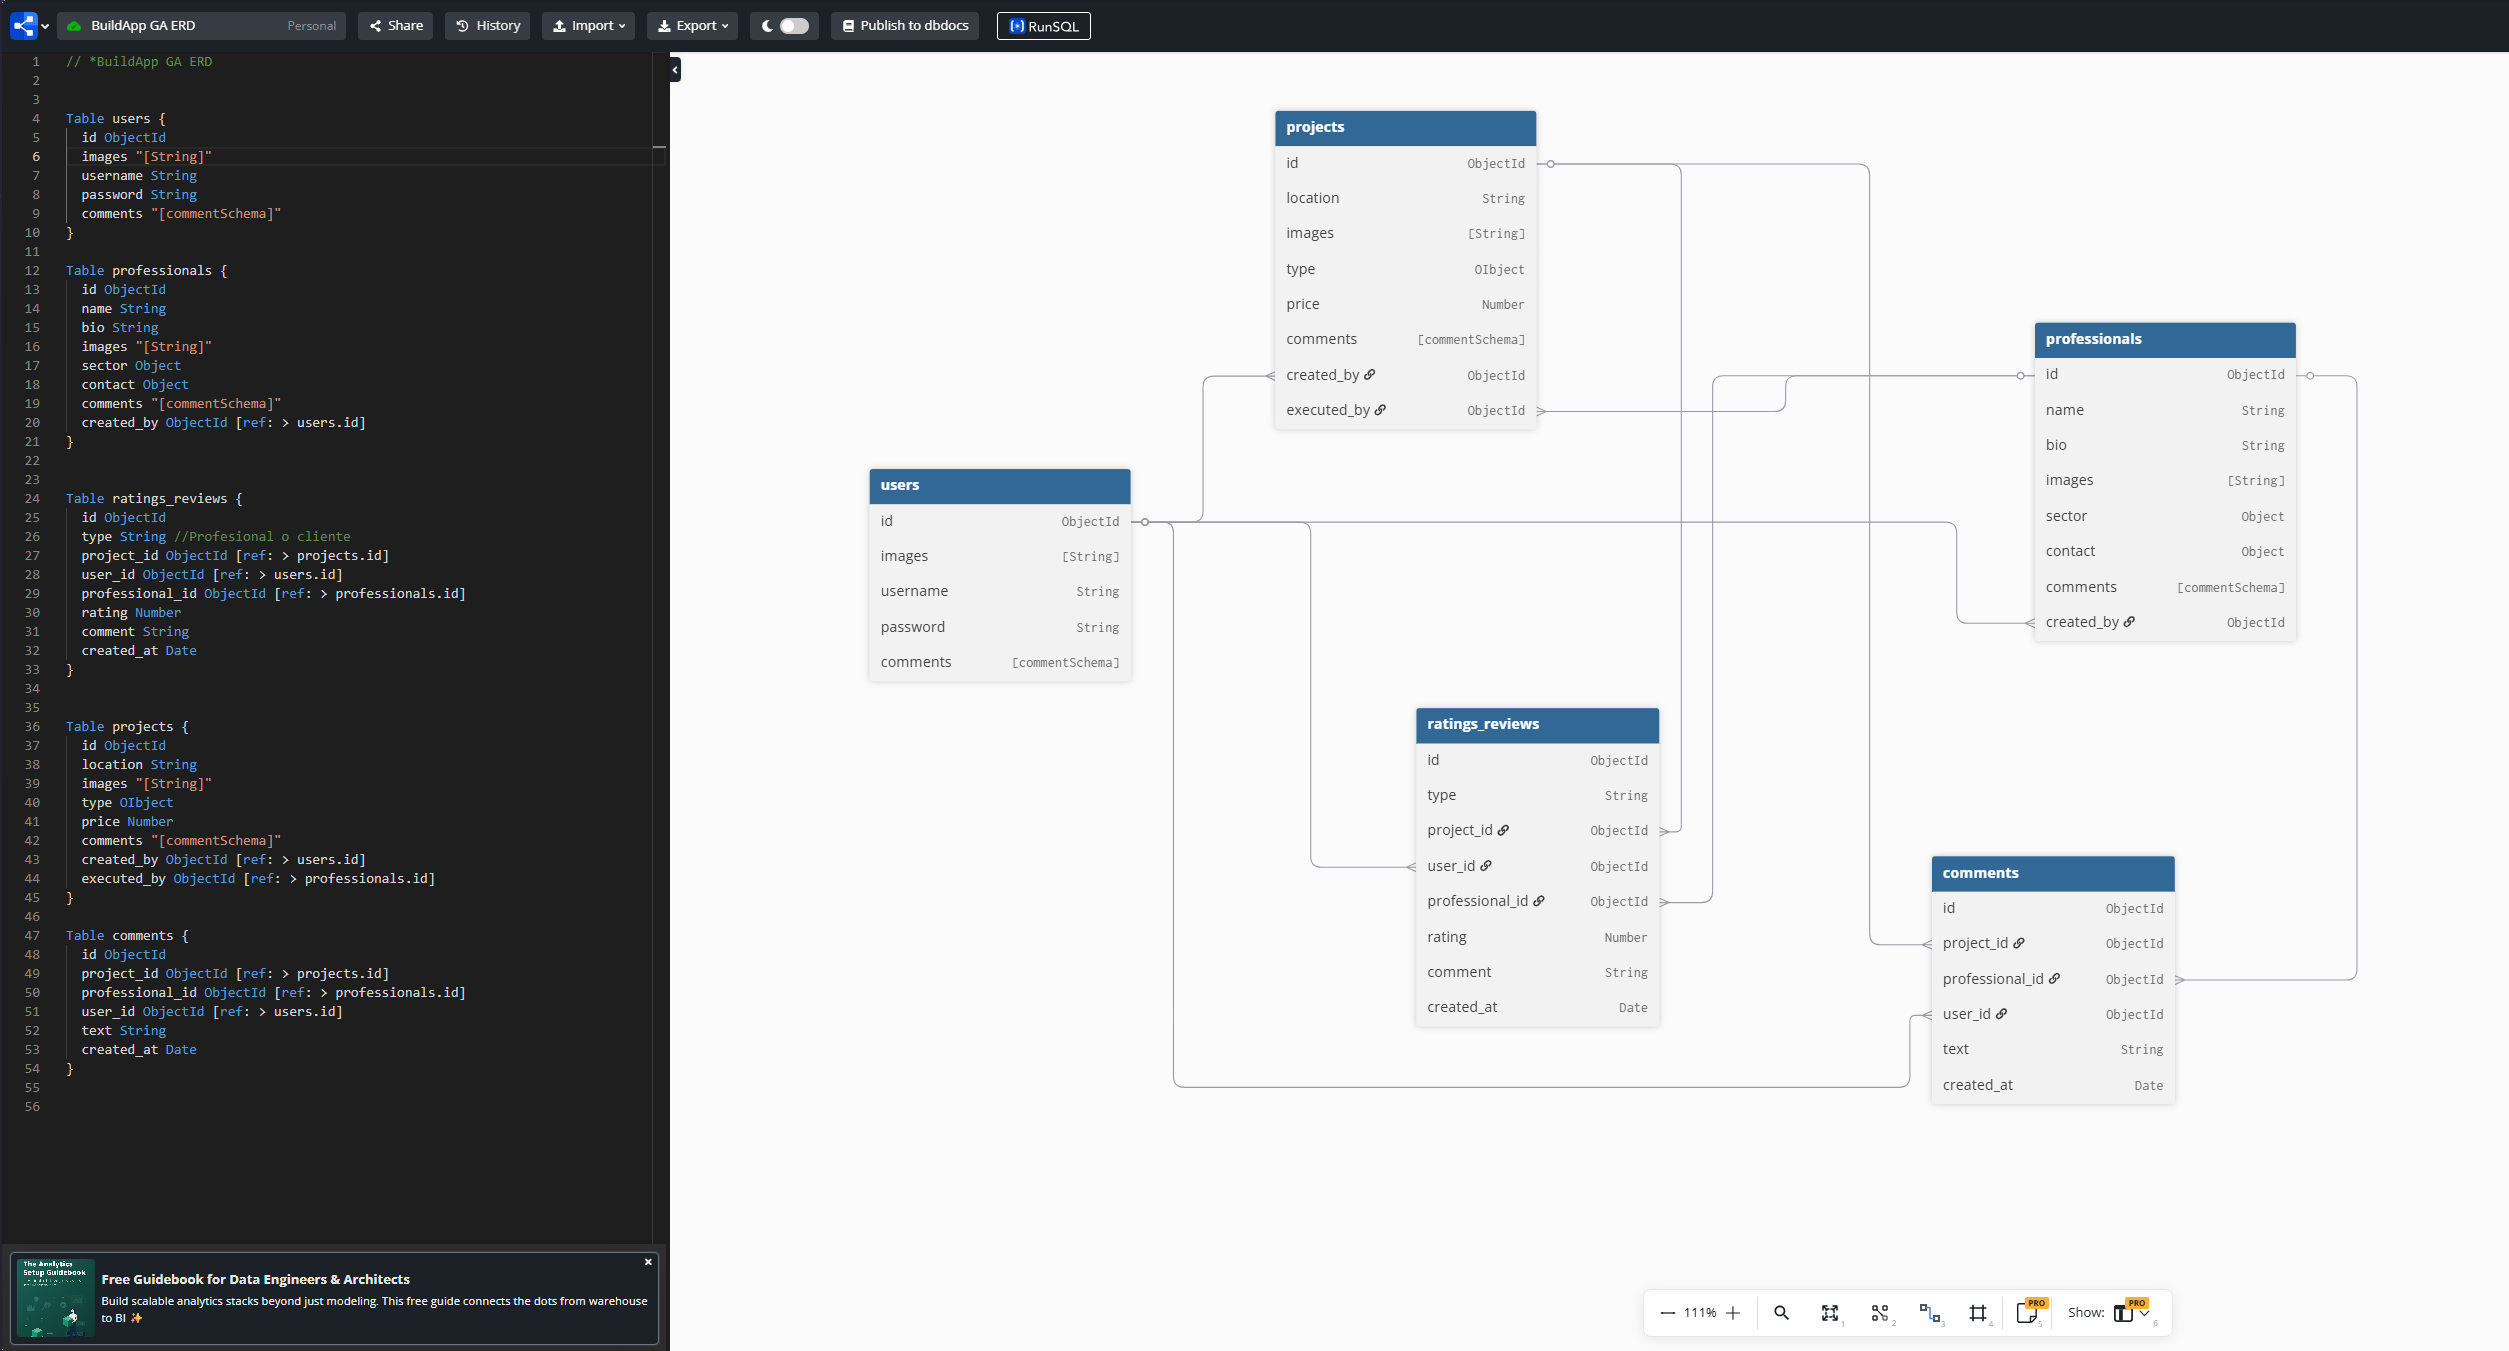 BuildApp GA ERD Personal Share History Import Export Publish to dbdocs RunSQL
1 // *BuildApp GA ERD
2
3
4 Table users {
5 id ObjectId
6 images "[String]"
7 username String
8 password String
9 comments "[commentSchema]"
10 }
11
12 Table professionals {
13 id ObjectId
14 name String
15 bio String
16 images "[String]"
17 sector Object
18 contact Object
19 comments "[commentSchema]"
20 created_by ObjectId [ref: > users.id]
21 }
22
23
24 Table ratings_reviews {
25 id ObjectId
26 type String //Profesional o cliente
27 project_id ObjectId [ref: > projects.id]
28 user_id ObjectId [ref: > users.id]
29 professional_id ObjectId [ref: > professionals.id]
30 rating Number
31 comment String
32 created_at Date
33 }
34
35
36 Table projects {
37 id ObjectId
38 location String
39 images "[String]"
40 type OIbject
41 price Number
42 comments "[commentSchema]"
43 created_by ObjectId [ref: > users.id]
44 executed_by ObjectId [ref: > professionals.id]
45 }
46
47 Table comments {
48 id ObjectId
49 project_id ObjectId [ref: > projects.id]
50 professional_id ObjectId [ref: > professionals.id]
51 user_id ObjectId [ref: > users.id]
52 text String
53 created_at Date
54 }
55
56
The Analytics
Setup Guidebook
Free Guidebook for Data Engineers & Architects
Build scalable analytics stacks beyond just modeling. This free guide connects the dots from warehouse
to BI ✨
projects
id ObjectId
location String
images [String]
type OIbject
price Number
comments [commentSchema]
created_by ObjectId
executed_by ObjectId
users
id ObjectId
images [String]
username String
password String
comments [commentSchema]
professionals
id ObjectId
name String
bio String
images [String]
sector Object
contact Object
comments [commentSchema]
created_by ObjectId
ratings_reviews
id ObjectId
type String
project_id ObjectId
user_id ObjectId
professional_id ObjectId
rating Number
comment String
created_at Date
comments
id ObjectId
project_id ObjectId
professional_id ObjectId
user_id ObjectId
text String
created_at Date
111% 1 2 3 4 PRO 5 Show: PRO 6